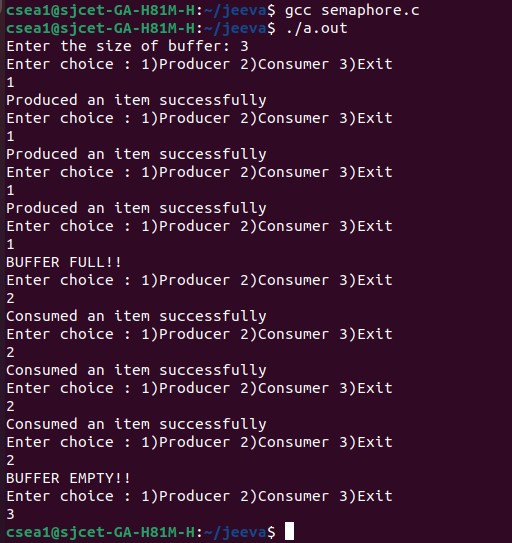 csea1@sjcet-GA-H81M-H:~/jeeva$ gcc semaphore.c
csea1@sjcet-GA-H81M-H:~/jeeva$ ./a.out
Enter the size of buffer: 3
Enter choice : 1)Producer 2)Consumer 3)Exit
1
Produced an item successfully
Enter choice : 1)Producer 2)Consumer 3)Exit
1
Produced an item successfully
Enter choice : 1)Producer 2)Consumer 3)Exit
1
Produced an item successfully
Enter choice : 1)Producer 2)Consumer 3)Exit
1
BUFFER FULL!!
Enter choice : 1)Producer 2)Consumer 3)Exit
2
Consumed an item successfully
Enter choice : 1)Producer 2)Consumer 3)Exit
2
Consumed an item successfully
Enter choice : 1)Producer 2)Consumer 3)Exit
2
Consumed an item successfully
Enter choice : 1)Producer 2)Consumer 3)Exit
2
BUFFER EMPTY!!
Enter choice : 1)Producer 2)Consumer 3)Exit
3
csea1@sjcet-GA-H81M-H:~/jeeva$